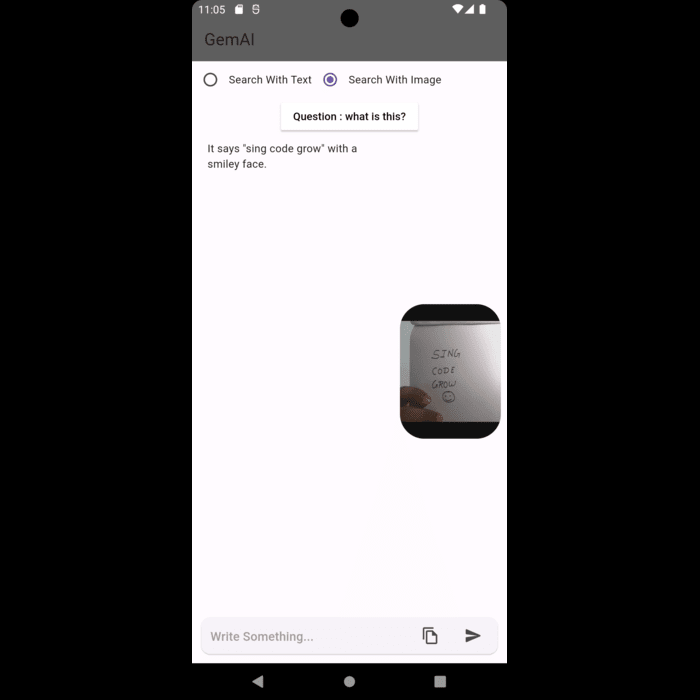 11:05
GemAI
Search With Text
Search With Image
Question : what is this?
It says "sing code grow" with a
smiley face.
SING
CODE
GROW
Write Something...